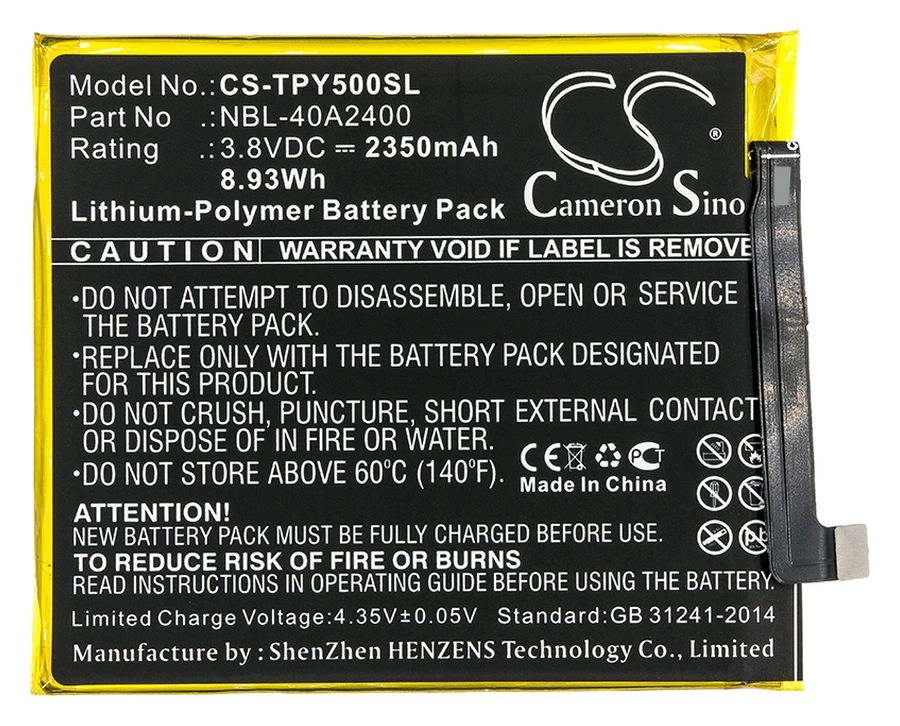 Model No.: CS-TPY500SL
Part No .: NBL-40A2400
Rating .: 3.8VDC ⎓ 2350mAh
8.93Wh
Lithium-Polymer Battery Pack
CS
®
Cameron Sino
CAUTION WARRANTY VOID IF LABEL IS REMOVE
•DO NOT ATTEMPT TO DISASSEMBLE, OPEN OR SERVICE
THE BATTERY PACK.
•REPLACE ONLY WITH THE BATTERY PACK DESIGNATED
FOR THIS PRODUCT.
•DO NOT CRUSH, PUNCTURE, SHORT EXTERNAL CONTACT
OR DISPOSE OF IN FIRE OR WATER.
•DO NOT STORE ABOVE 60°C (140°F).
CE PCT
Made In China
ATTENTION!
NEW BATTERY PACK MUST BE FULLY CHARGED BEFORE USE.
TO REDUCE RISK OF FIRE OR BURNS
READ INSTRUCTIONS IN OPERATING GUIDE BEFORE USING THE BATTERY.
Limited Charge Voltage:4.35V±0.05V Standard:GB 31241-2014
Manufacture by : ShenZhen HENZENS Technology Co., Limited